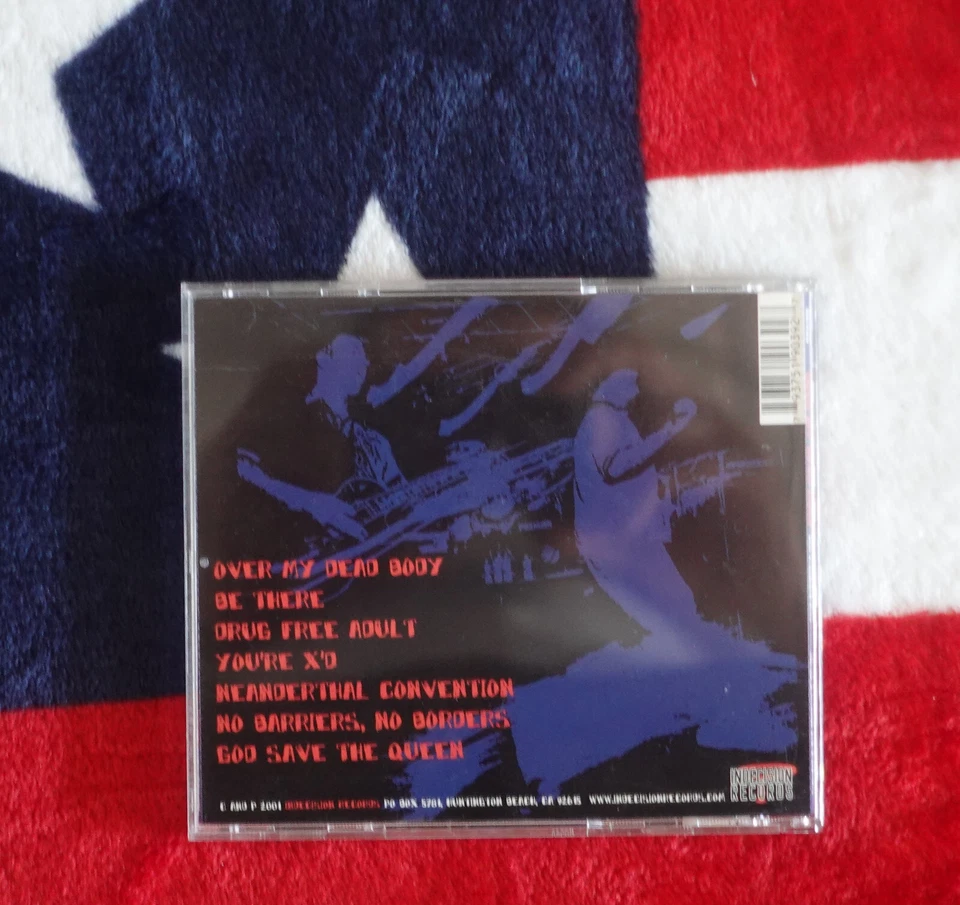 OVER MY DEAD BODY
BE THERE
DRUG FREE ADULT
YOU'RE X'D
NEANDERTHAL CONVENTION
NO BARRIERS, NO BORDERS
GOD SAVE THE QUEEN
INDECISION
RECORDS
C AND P 2001 INDECISION RECORDS, PO BOX 5781, HUNTINGTON BEACH, CA 92615 WWW.INDECISIONRECORDS.COM